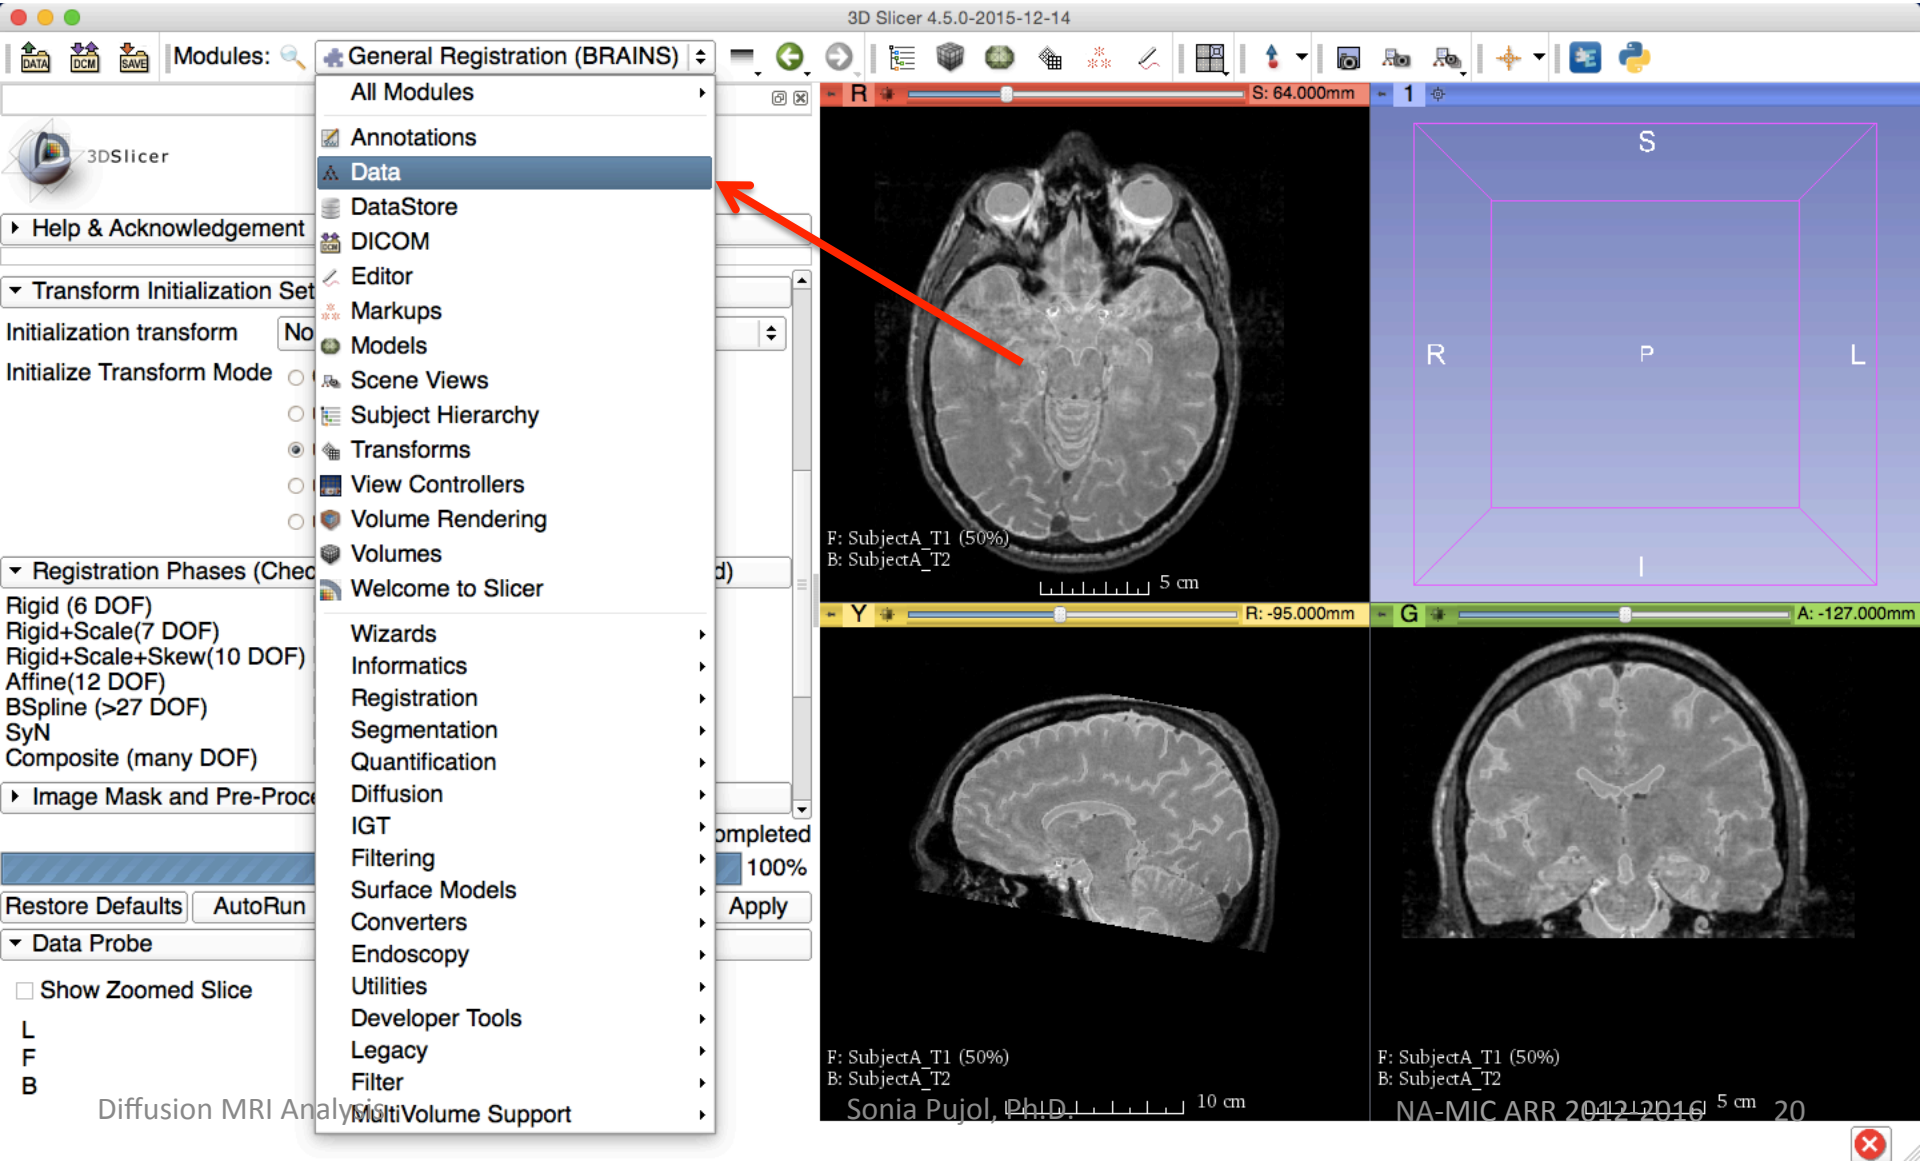 3D Slicer 4.5.0-2015-12-14
DATA DCM SAVE Modules: General Registration (BRAINS)
3DSlicer
Help & Acknowledgement
Transform Initialization Set
Initialization transform No
Initialize Transform Mode
Registration Phases (Chec d)
Rigid (6 DOF)
Rigid+Scale(7 DOF)
Rigid+Scale+Skew(10 DOF)
Affine(12 DOF)
BSpline (>27 DOF)
SyN
Composite (many DOF)
Image Mask and Pre-Proce
ompleted
100%
Restore Defaults AutoRun Apply
Data Probe
Show Zoomed Slice
L
F
B
All Modules
Annotations
Data
DataStore
DICOM
Editor
Markups
Models
Scene Views
Subject Hierarchy
Transforms
View Controllers
Volume Rendering
Volumes
Welcome to Slicer
Wizards
Informatics
Registration
Segmentation
Quantification
Diffusion
IGT
Filtering
Surface Models
Converters
Endoscopy
Utilities
Developer Tools
Legacy
Filter
MultiVolume Support
R S: 64.000mm
F: SubjectA_T1 (50%)
B: SubjectA_T2
5 cm
1
S
R P L
I
Y R: -95.000mm
F: SubjectA_T1 (50%)
B: SubjectA_T2
10 cm
G A: -127.000mm
F: SubjectA_T1 (50%)
B: SubjectA_T2
5 cm
Diffusion MRI Analysis Sonia Pujol, Ph.D. NA-MIC ARR 2012-2016 20